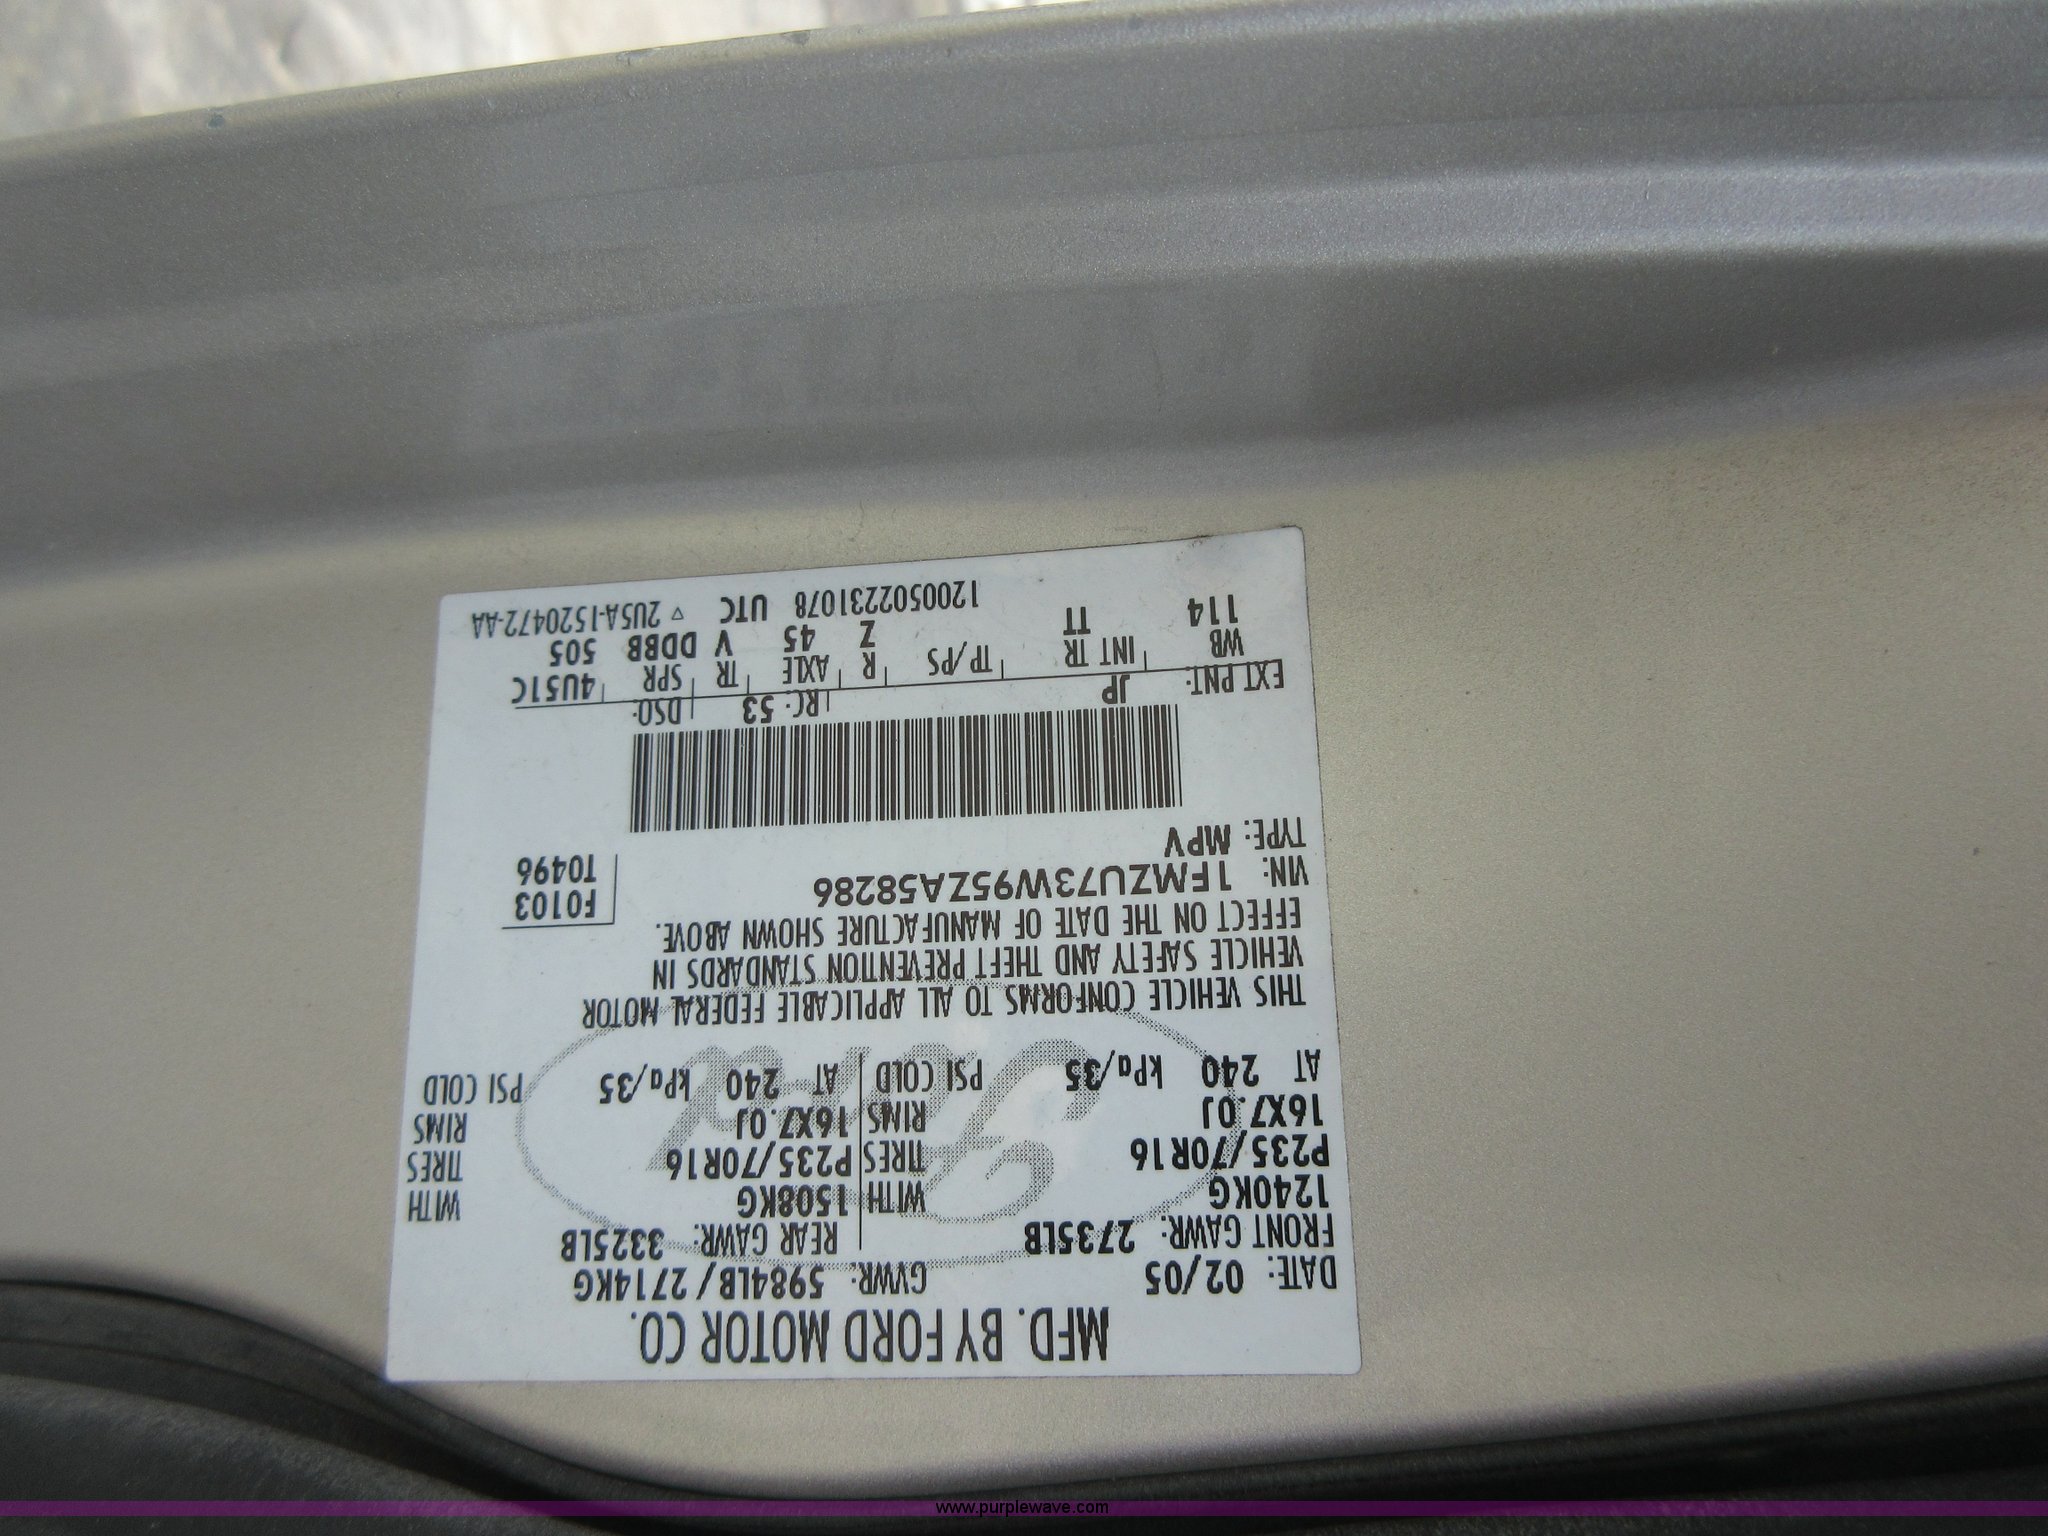 MFD. BY FORD MOTOR CO.
DATE: 02/05 GVWR: 5984LB / 2714KG
FRONT GAWR: 2735LB REAR GAWR: 3325LB
1240KG WITH 1508KG WITH
P235/70R16 TIRES P235/70R16 TIRES
16X7.0J RIMS 16X7.0J RIMS
AT 240 kPa/35 PSI COLD AT 240 kPa/35 PSI COLD
Ford
THIS VEHICLE CONFORMS TO ALL APPLICABLE FEDERAL MOTOR
VEHICLE SAFETY AND THEFT PREVENTION STANDARDS IN
EFFECT ON THE DATE OF MANUFACTURE SHOWN ABOVE.
VIN: 1FMZU73W95ZA58286 F0103
TYPE: MPV T0496
EXT PNT: JP RC: 53 DSO:
WB INT TR TP/PS R AXLE TR SPR 4U51C
114 TT Z 45 V DDBB 505
120050223107​8 UTC ▽ 2U5A-1520472-AA
www.purplewave.com